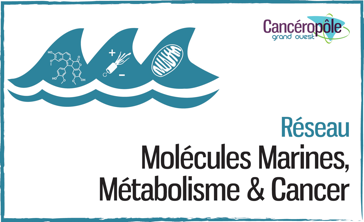 Cancéropôle
grand ouest
Réseau
Molécules Marines,
Métabolisme & Cancer